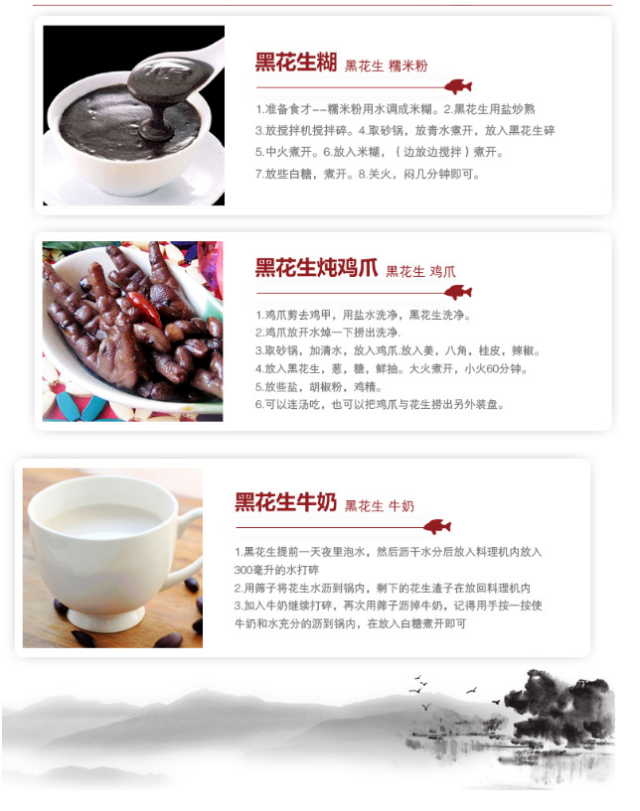 黑花生糊 黑花生 糯米粉
1.准备食才--糯米粉用水调成米糊。2.黑花生用盐炒熟
3.放搅拌机搅拌碎。4.取砂锅，放青水煮开，放入黑花生碎
5.中火煮开。6.放入米糊，（边放边搅拌）煮开。
7.放些白糖，煮开。8.关火，闷几分钟即可。
黑花生炖鸡爪 黑花生 鸡爪
1.鸡爪剪去鸡甲，用盐水洗净，黑花生洗净。
2.鸡爪放开水焯一下捞出洗净.
3.取砂锅，加清水，放入鸡爪.放入姜，八角，桂皮，辣椒。
4.放入黑花生，葱，糖，鲜抽。大火煮开，小火60分钟。
5.放些盐，胡椒粉，鸡精。
6.可以连汤吃，也可以把鸡爪与花生捞出另外装盘。
黑花生牛奶 黑花生 牛奶
1.黑花生提前一天夜里泡水，然后沥干水分后放入料理机内放入
300毫升的水打碎
2.用筛子将花生水沥到锅内，剩下的花生渣子在放回料理机内
3.加入牛奶继续打碎，再次用筛子沥掉牛奶，记得用手按一按使
牛奶和水充分的沥到锅内，在放入白糖煮开即可